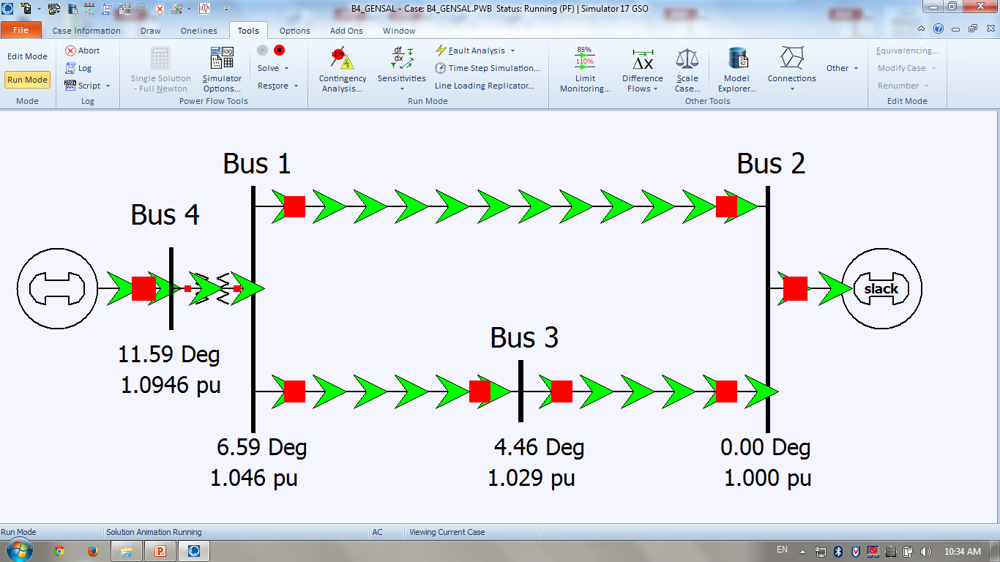 B4_GENSAL - Case: B4_GENSAL.PWB Status: Running (PF) | Simulator 17 GSO
File Case Information Draw Onelines Tools Options Add Ons Window
Edit Mode
Run Mode
Mode
Abort
Log
Script
Log
Single Solution
- Full Newton
Simulator
Options...
Solve
Restore
Power Flow Tools
Contingency
Analysis...
Sensitivities
Fault Analysis
Time Step Simulation...
Line Loading Replicator...
Run Mode
85%
110%
Limit
Monitoring...
Difference
Flows
Scale
Case...
Model
Explorer...
Connections
Other
Other Tools
Equivalencing...
Modify Case
Renumber
Edit Mode
Bus 1
Bus 2
Bus 4
slack
Bus 3
11.59 Deg
1.0946 pu
6.59 Deg
1.046 pu
4.46 Deg
1.029 pu
0.00 Deg
1.000 pu
Run Mode Solution Animation Running AC Viewing Current Case
EN 10:34 AM